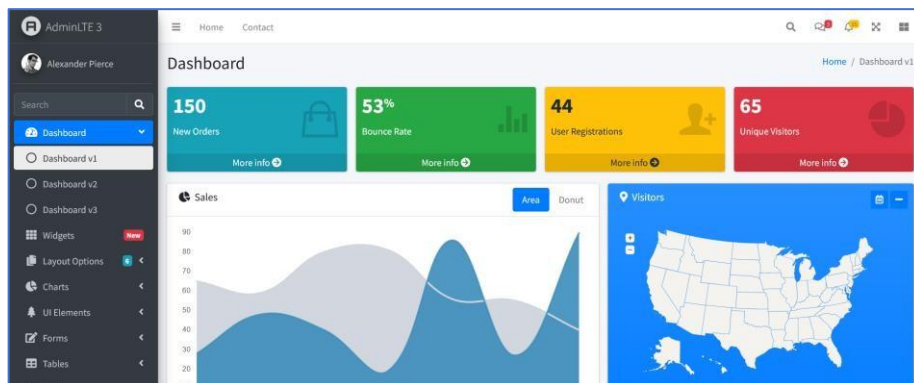 AdminLTE 3
Alexander Pierce
Search
Dashboard
Dashboard v1
Dashboard v2
Dashboard v3
Widgets New
Layout Options 6
Charts
UI Elements
Forms
Tables
Home Contact
Dashboard
Home / Dashboard v1
150
New Orders
More info
53%
Bounce Rate
More info
44
User Registrations
More info
65
Unique Visitors
More info
Sales
Area Donut
90
80
70
60
50
40
30
20
Visitors